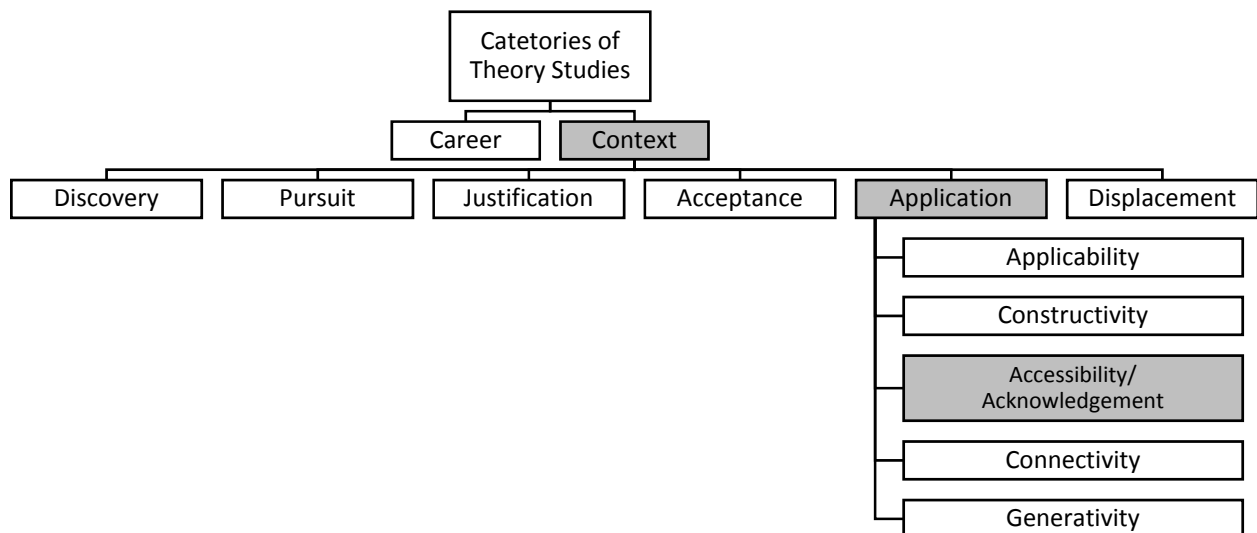 Catetories of
Theory Studies
Career
Context
Discovery
Pursuit
Justification
Acceptance
Application
Displacement
Applicability
Constructivity
Accessibility/
Acknowledgement
Connectivity
Generativity